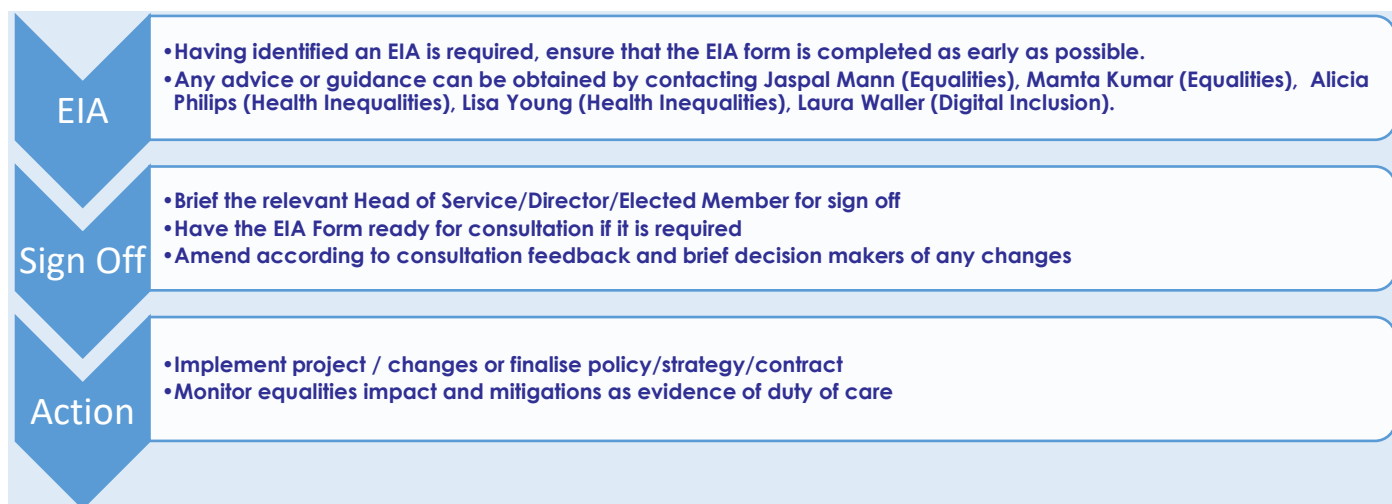 EIA
•Having identified an EIA is required, ensure that the EIA form is completed as early as possible.
•Any advice or guidance can be obtained by contacting Jaspal Mann (Equalities), Mamta Kumar (Equalities), Alicia
Philips (Health Inequalities), Lisa Young (Health Inequalities), Laura Waller (Digital Inclusion).
Sign Off
•Brief the relevant Head of Service/Director/Elected Member for sign off
•Have the EIA Form ready for consultation if it is required
•Amend according to consultation feedback and brief decision makers of any changes
Action
•Implement project / changes or finalise policy/strategy/contract
•Monitor equalities impact and mitigations as evidence of duty of care